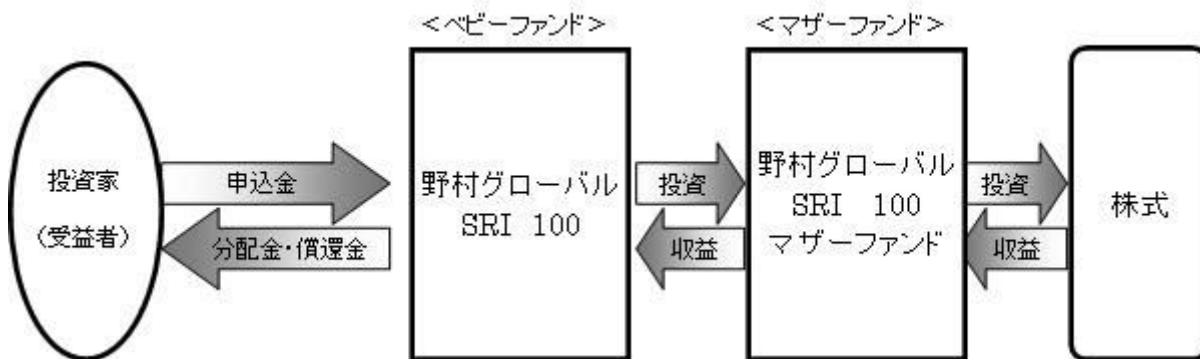 ＜ベビーファンド＞
＜マザーファンド＞
投資家
（受益者）
申込金
分配金・償還金
野村グローバル
SRI 100
投資
収益
野村グローバル
SRI　100
マザーファンド
投資
収益
株式